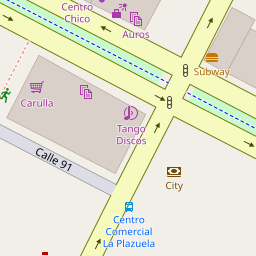 Centro
Chico
Auros
Subway
Carulla
Tango
Discos
Calle 91
City
Centro
Comercial
La Plazuela